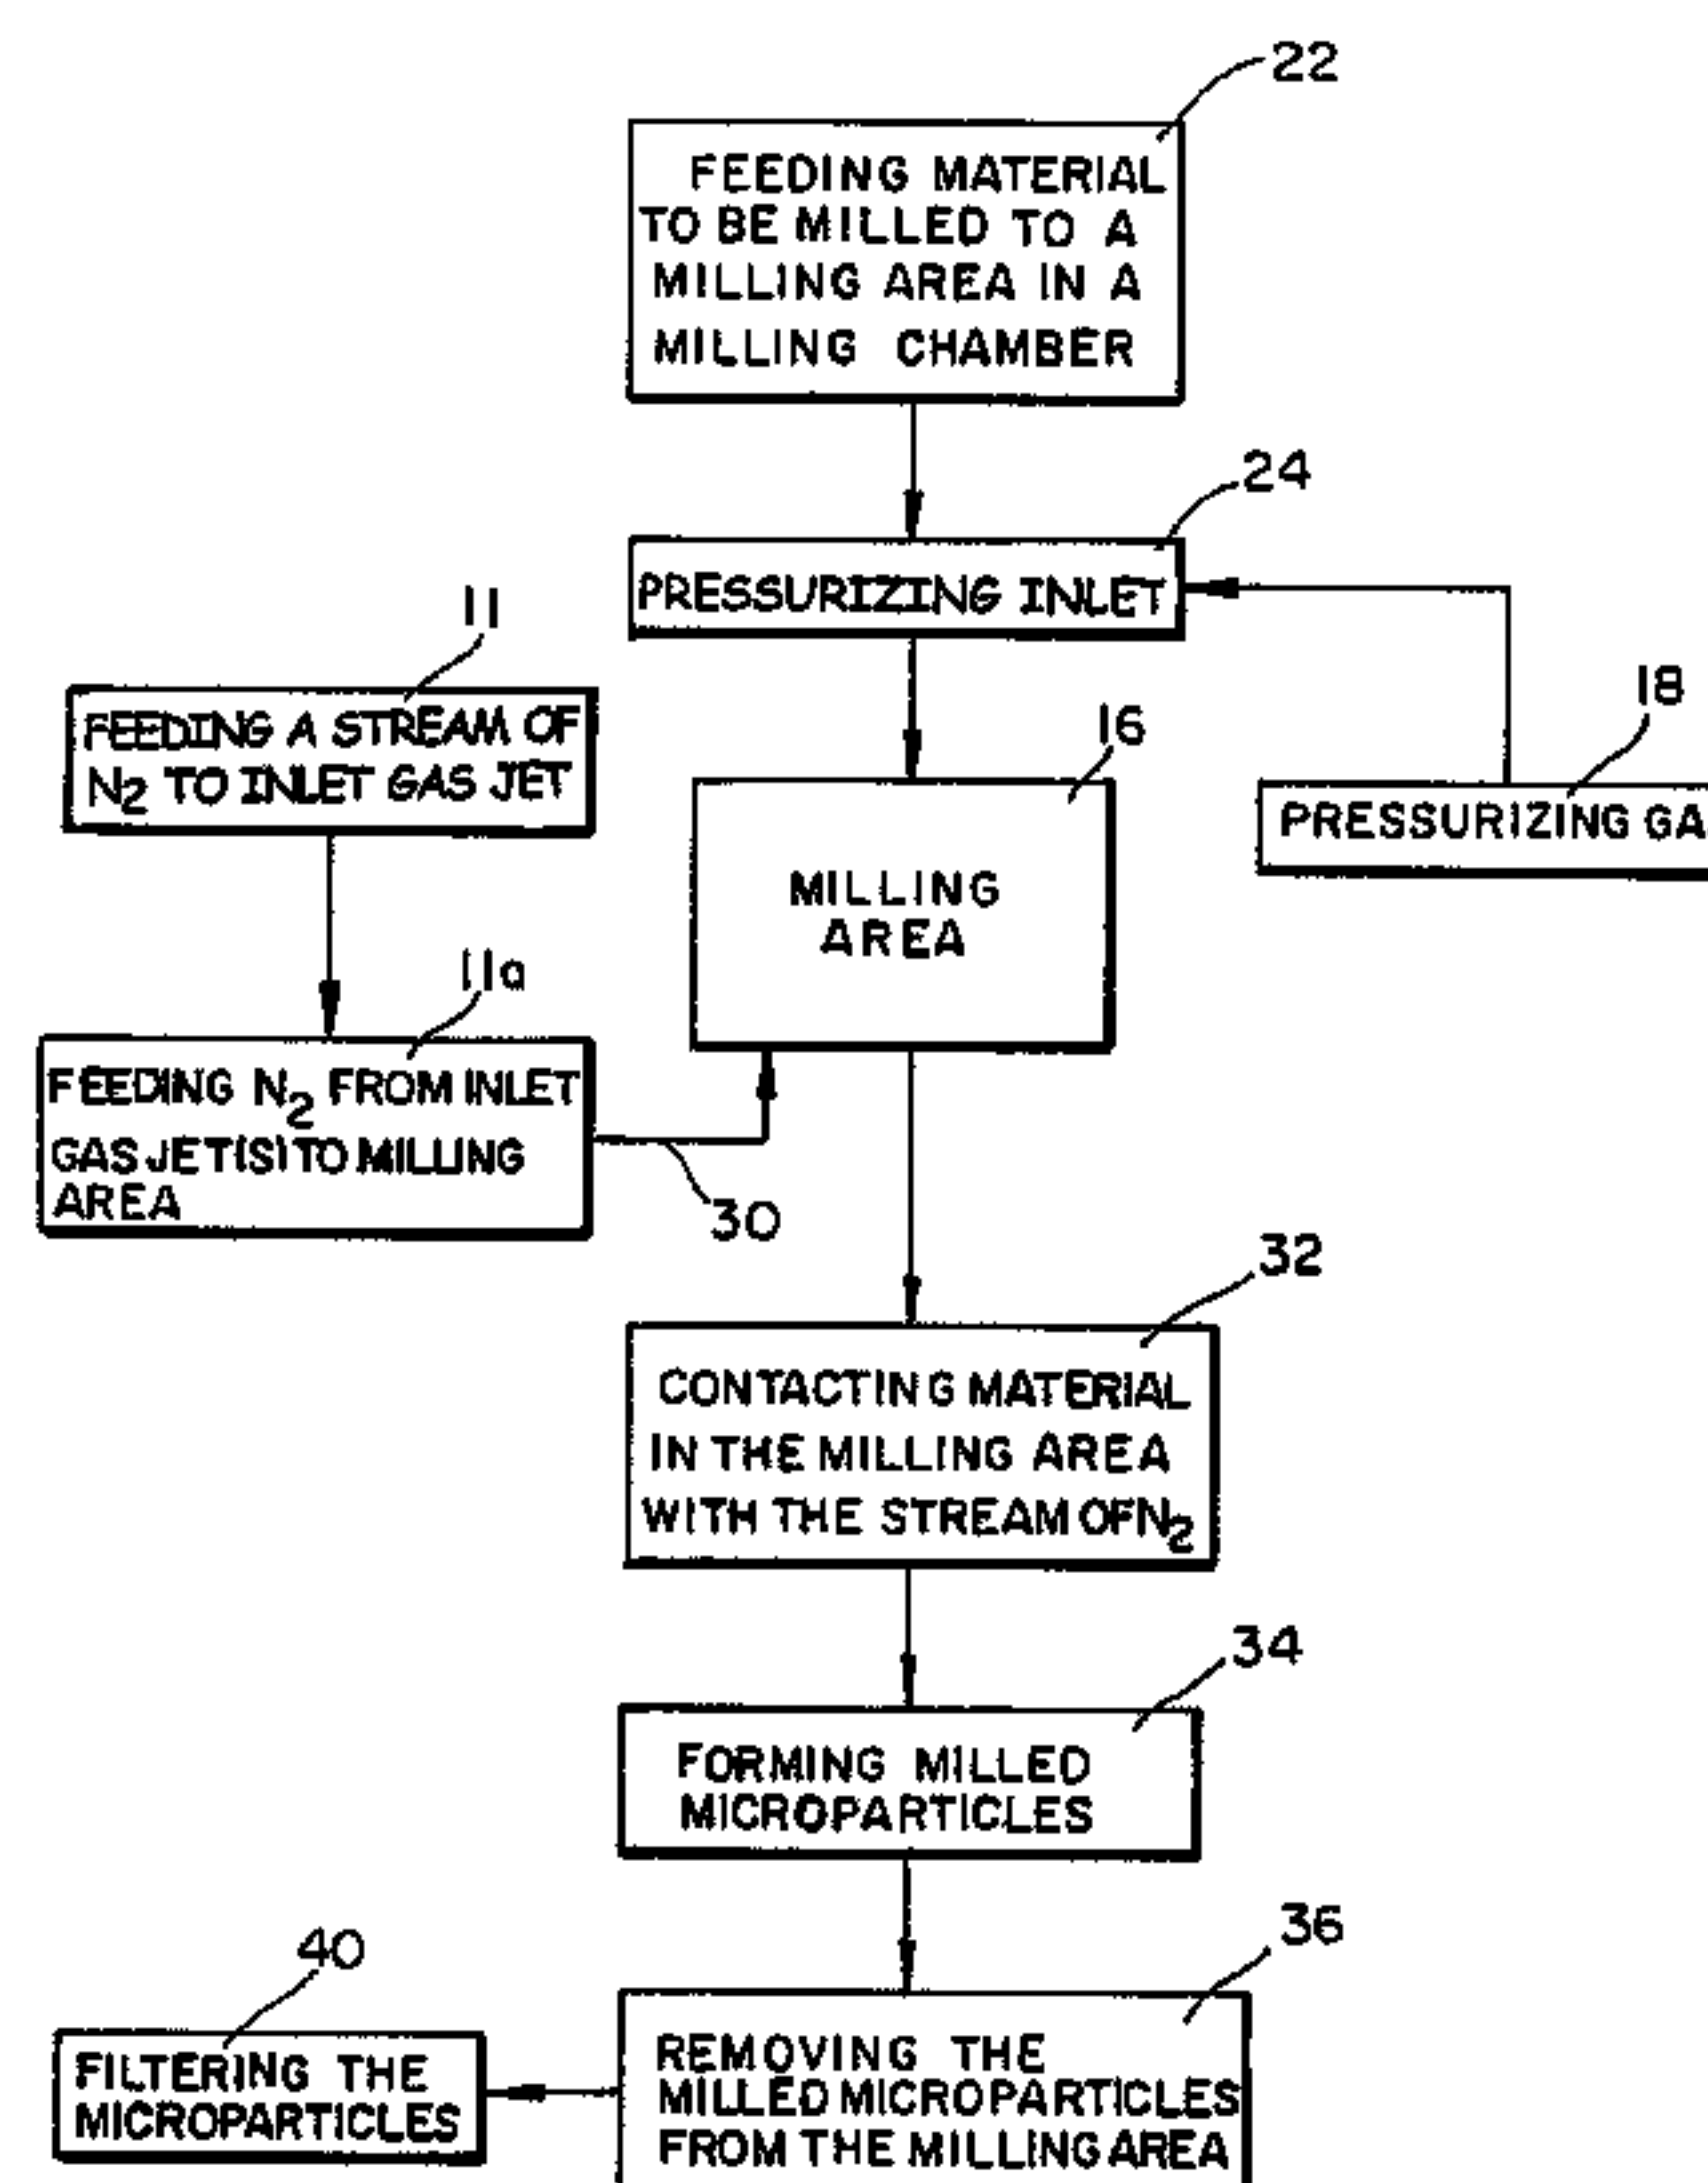 22
FEEDING MATERIAL
TO BE MILLED TO A
MILLING AREA IN A
MILLING CHAMBER
24
PRESSURIZING INLET
11
FEEDING A STREAM OF
N2 TO INLET GAS JET
18
PRESSURIZING GA
16
MILLING
AREA
11a
FEEDING N2 FROM INLET
GAS JET(S) TO MILLING
AREA
30
32
CONTACTING MATERIAL
IN THE MILLING AREA
WITH THE STREAM OF N2
34
FORMING MILLED
MICROPARTICLES
36
REMOVING THE
MILLED MICROPARTICLES
FROM THE MILLING AREA
40
FILTERING THE
MICROPARTICLES